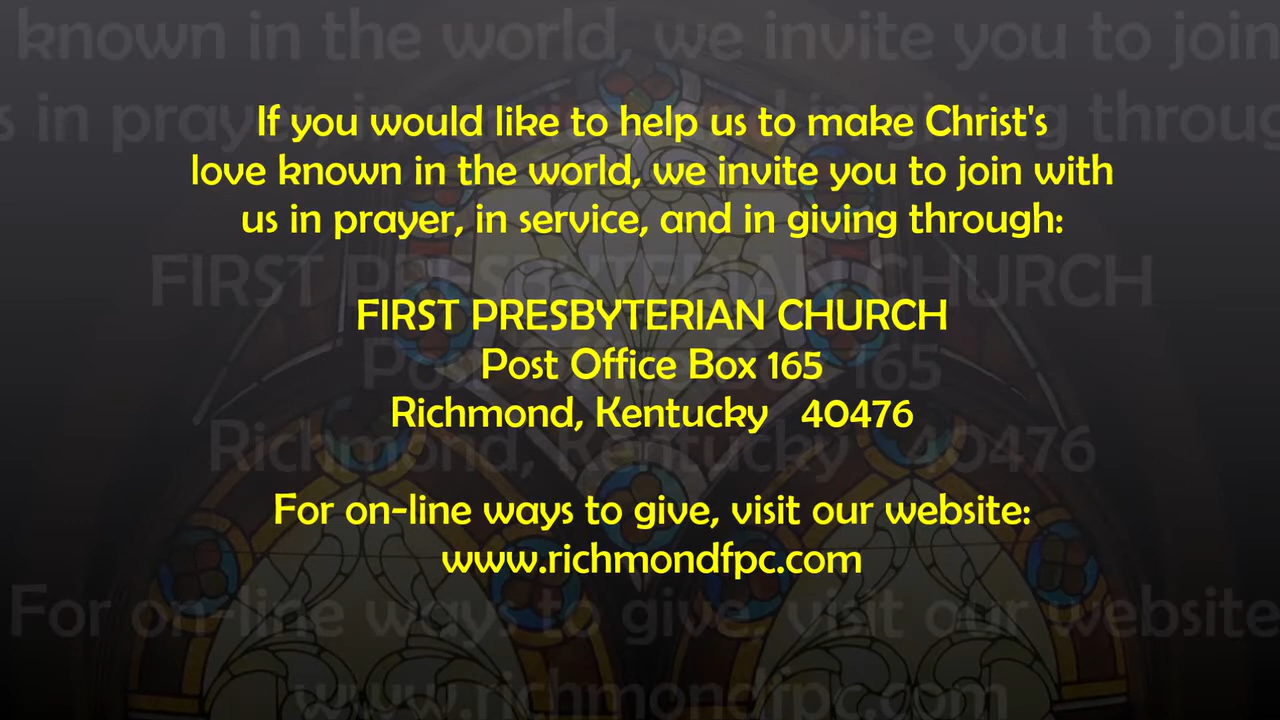 If you would like to help us to make Christ's
love known in the world, we invite you to join with
us in prayer, in service, and in giving through:
FIRST PRESBYTERIAN CHURCH
Post Office Box 165
Richmond, Kentucky 40476
For on-line ways to give, visit our website:
www.richmondfpc.com